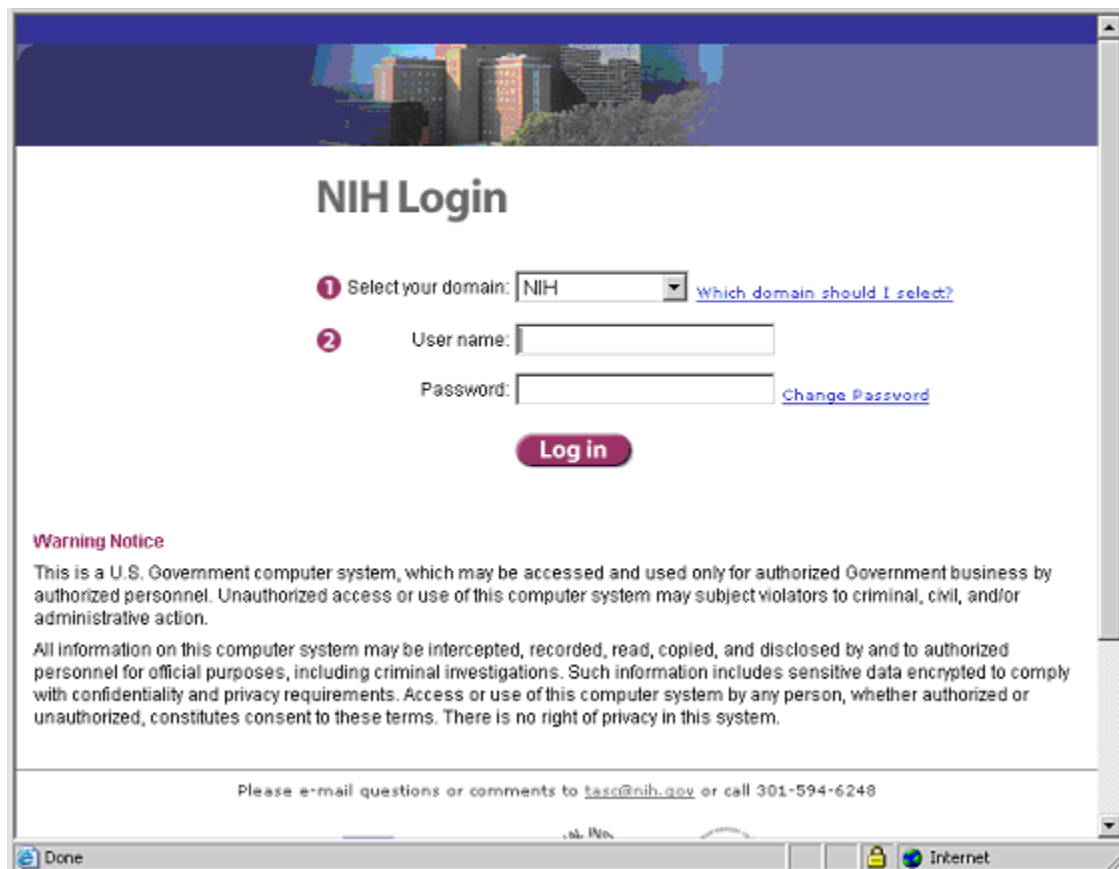 NIH Login
1 Select your domain: NIH Which domain should I select?
2 User name:
Password: Change Password
Log in
Warning Notice
This is a U.S. Government computer system, which may be accessed and used only for authorized Government business by
authorized personnel. Unauthorized access or use of this computer system may subject violators to criminal, civil, and/or
administrative action.
All information on this computer system may be intercepted, recorded, read, copied, and disclosed by and to authorized
personnel for official purposes, including criminal investigations. Such information includes sensitive data encrypted to comply
with confidentiality and privacy requirements. Access or use of this computer system by any person, whether authorized or
unauthorized, constitutes consent to these terms. There is no right of privacy in this system.
Please e-mail questions or comments to tasc@nih.gov or call 301-594-6248
Done Internet